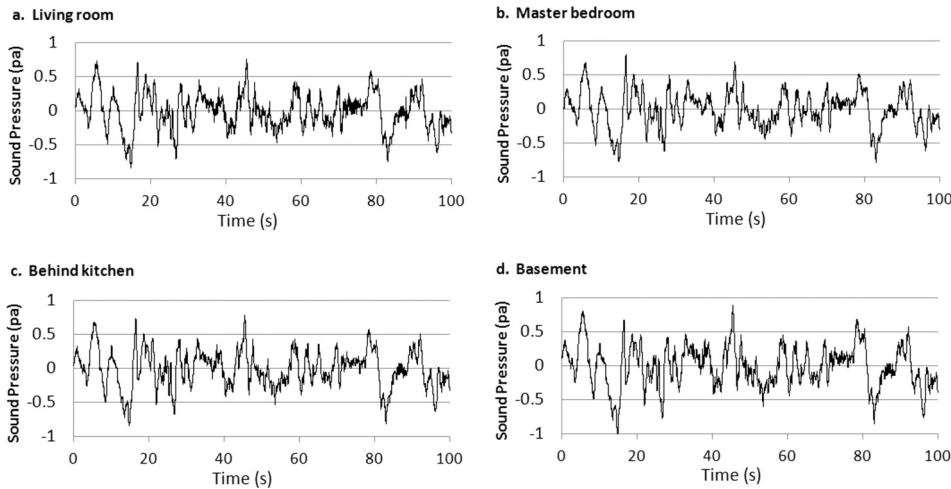 a. Living room
1
0.5
0
-0.5
-1
Sound Pressure (pa)
0 20 40 60 80 100
Time (s)
b. Master bedroom
1
0.5
0
-0.5
-1
Sound Pressure (pa)
0 20 40 60 80 100
Time (s)
c. Behind kitchen
1
0.5
0
-0.5
-1
Sound Pressure (pa)
0 20 40 60 80 100
Time (s)
d. Basement
1
0.5
0
-0.5
-1
Sound Pressure (pa)
0 20 40 60 80 100
Time (s)